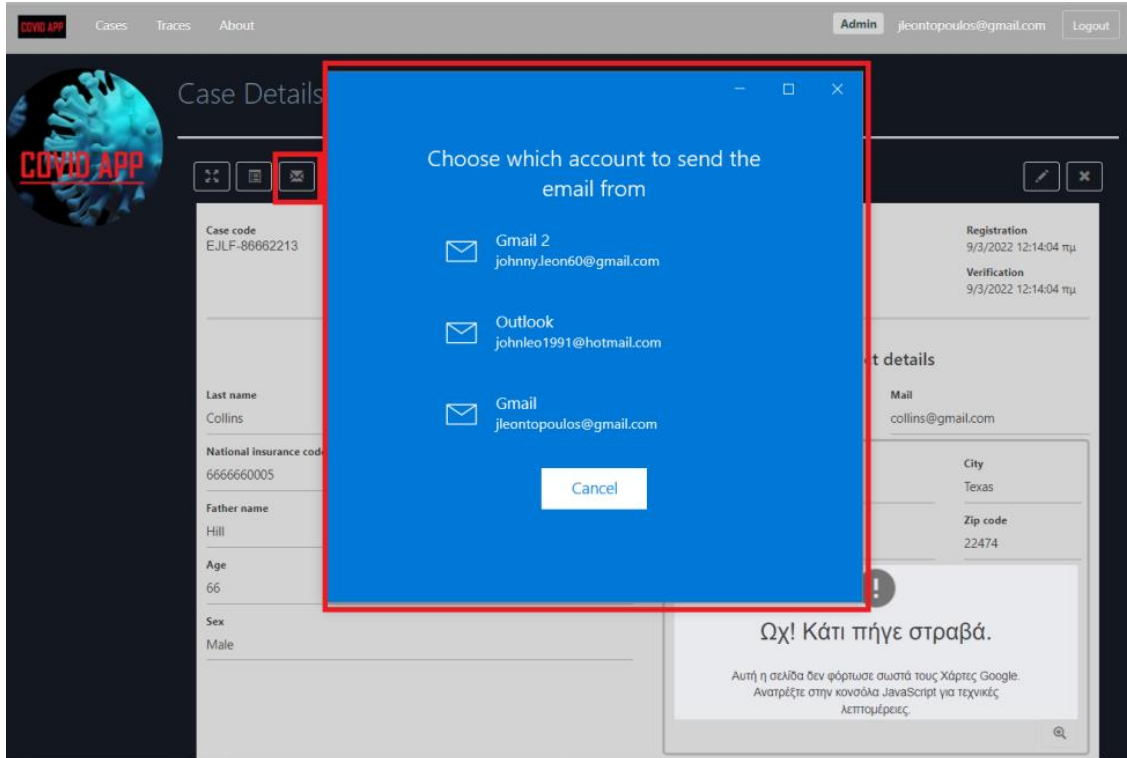 COVID APP
Cases
Traces
About
Admin
jleontopoulos@gmail.com
Logout
COVID APP
Case Details
Choose which account to send the
email from
Gmail 2
johnny.leon60@gmail.com
Outlook
johnleo1991@hotmail.com
Gmail
jleontopoulos@gmail.com
Cancel
Case code
EJLF-86662213
Registration
9/3/2022 12:14:04 πμ
Verification
9/3/2022 12:14:04 πμ
t details
Last name
Collins
Mail
collins@gmail.com
National insurance code
6666660005
City
Texas
Father name
Hill
Zip code
22474
Age
66
Sex
Male
Ωχ! Κάτι πήγε στραβά.
Αυτή η σελίδα δεν φόρτωσε σωστά τους Χάρτες Google.
Ανατρέξτε στην κονσόλα JavaScript για τεχνικές
λεπτομέρειες.